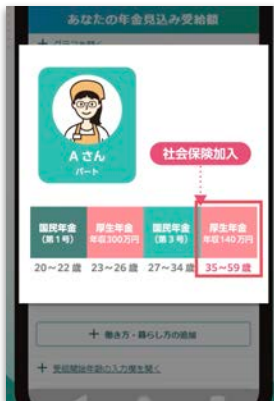 あなたの年金見込み受給額
Aさん
パート
社会保険加入
国民年金
(第1号)
厚生年金
年収300万円
国民年金
(第3号)
厚生年金
年収140万円
20~22歳
23~26歳
27~34歳
35~59歳
+ 働き方・暮らし方の追加
+ 受給開始年齢の入力欄を開く